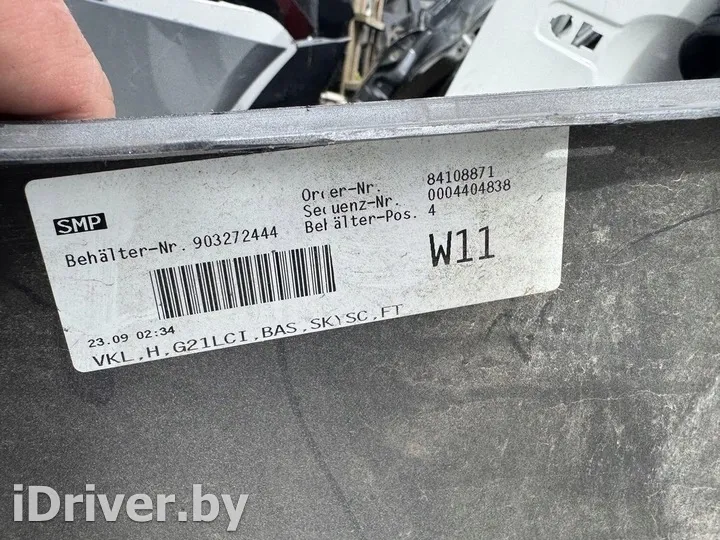 SMP
Behälter-Nr. 903272444
Order-Nr. 84108871
Sequenz-Nr. 0004404838
Behälter-Pos. 4
W11
23.09 02:34
VKL,H,G21LCI,BAS,SKYSC,FT
iDriver.by